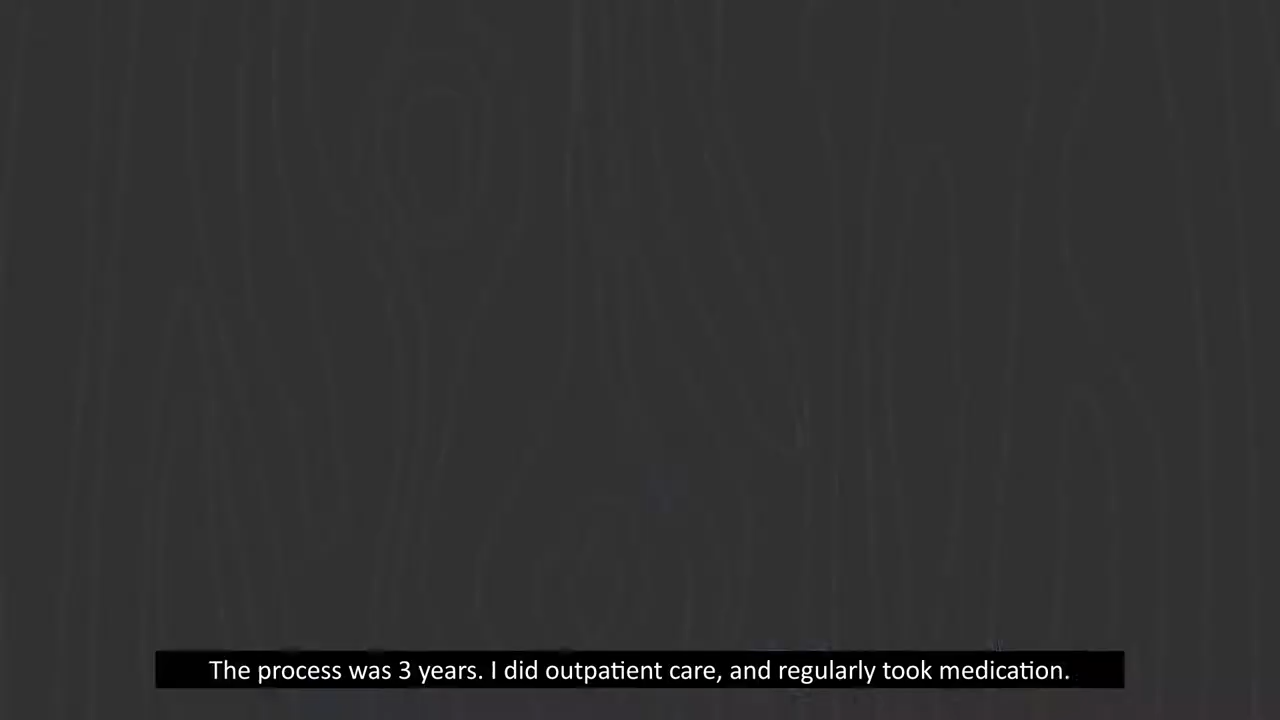 The process was 3 years. I did outpatient care, and regularly took medication.